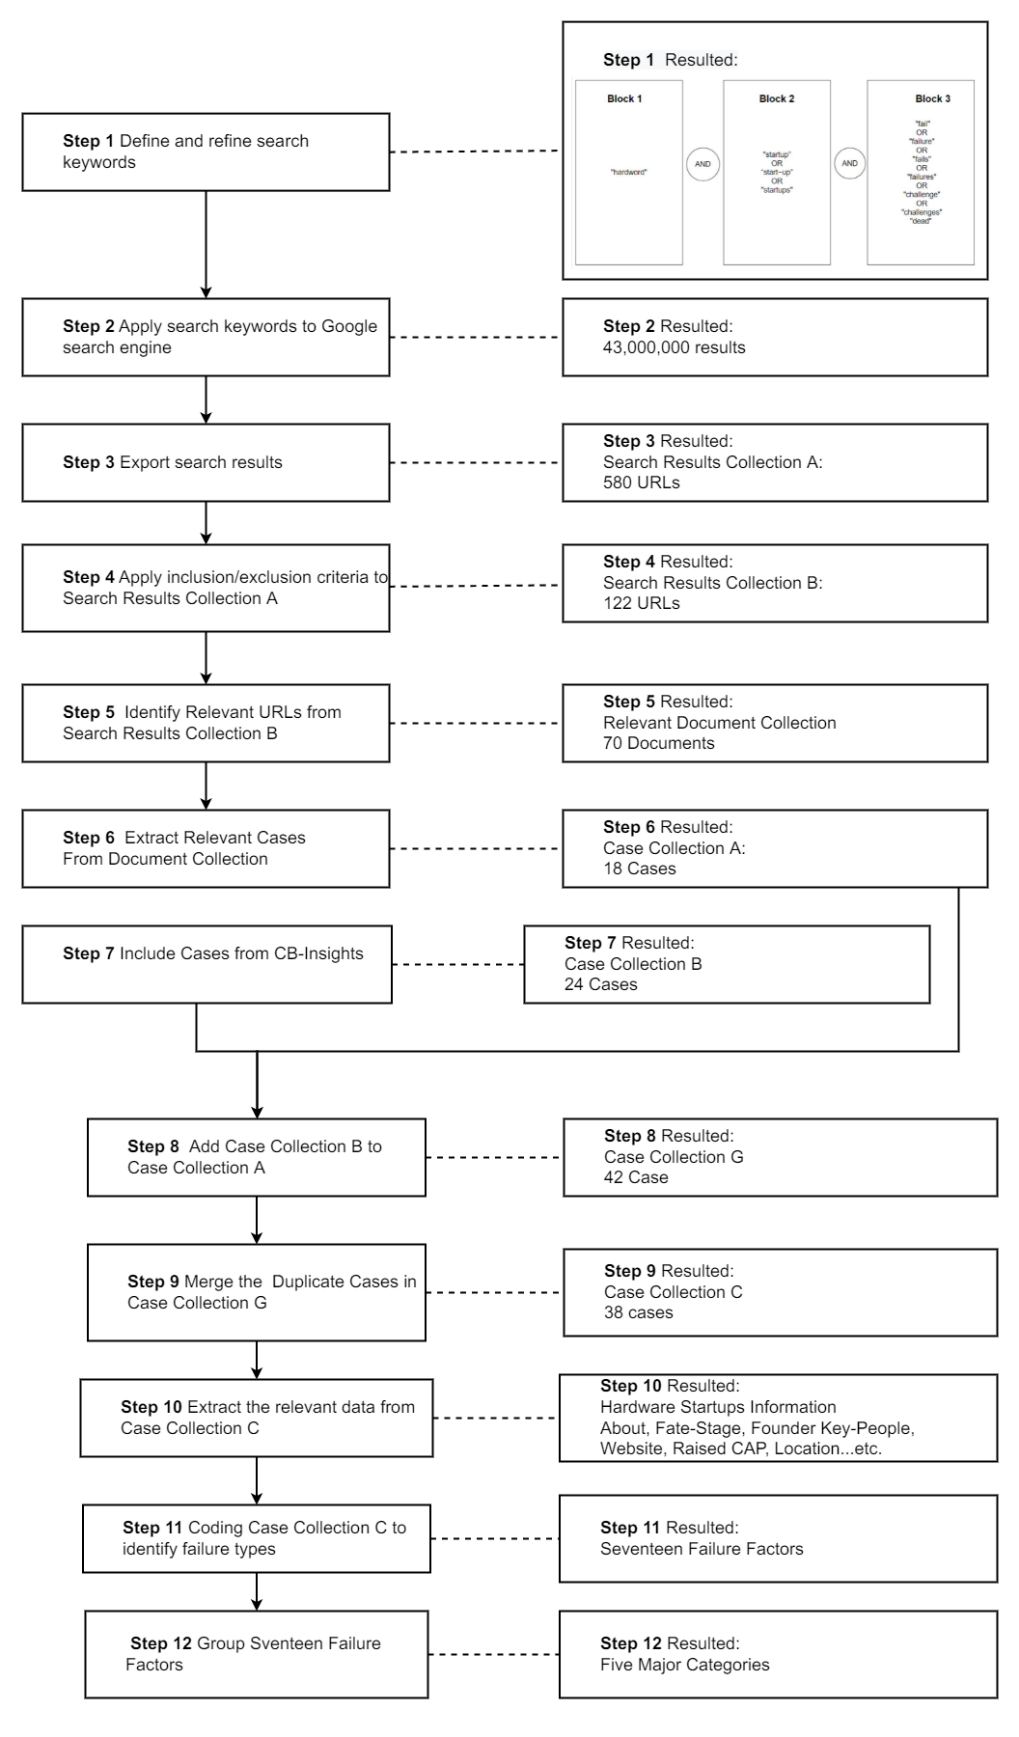 Step 1 Define and refine search
keywords
Step 1 Resulted:
Block 1
"hardword"
AND
Block 2
"startup"
OR
"start-up"
OR
"startups"
AND
Block 3
"fail"
OR
"failure"
OR
"fails"
OR
"failures"
OR
"challenge"
OR
"challenges"
"dead"
Step 2 Apply search keywords to Google
search engine
Step 2 Resulted:
43,000,000 results
Step 3 Export search results
Step 3 Resulted:
Search Results Collection A:
580 URLs
Step 4 Apply inclusion/exclusion criteria to
Search Results Collection A
Step 4 Resulted:
Search Results Collection B:
122 URLs
Step 5 Identify Relevant URLs from
Search Results Collection B
Step 5 Resulted:
Relevant Document Collection
70 Documents
Step 6 Extract Relevant Cases
From Document Collection
Step 6 Resulted:
Case Collection A:
18 Cases
Step 7 Include Cases from CB-Insights
Step 7 Resulted:
Case Collection B
24 Cases
Step 8 Add Case Collection B to
Case Collection A
Step 8 Resulted:
Case Collection G
42 Case
Step 9 Merge the Duplicate Cases in
Case Collection G
Step 9 Resulted:
Case Collection C
38 cases
Step 10 Extract the relevant data from
Case Collection C
Step 10 Resulted:
Hardware Startups Information
About, Fate-Stage, Founder Key-People,
Website, Raised CAP, Location...etc.
Step 11 Coding Case Collection C to
identify failure types
Step 11 Resulted:
Seventeen Failure Factors
Step 12 Group Sventeen Failure
Factors
Step 12 Resulted:
Five Major Categories